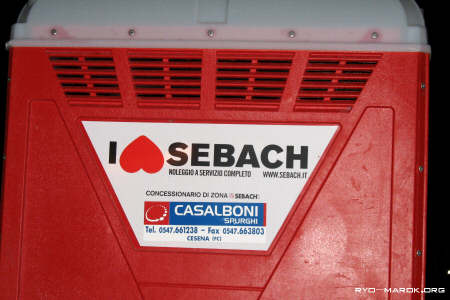 I ♥ SEBACH
NOLEGGIO A SERVIZIO COMPLETO WWW.SEBACH.IT
CONCESSIONARIO DI ZONA SEBACH
CASALBONI
SPURGHI
Tel. 0547.661238 - Fax 0547.663803
CESENA (FC)
RYO-MAROK.ORG